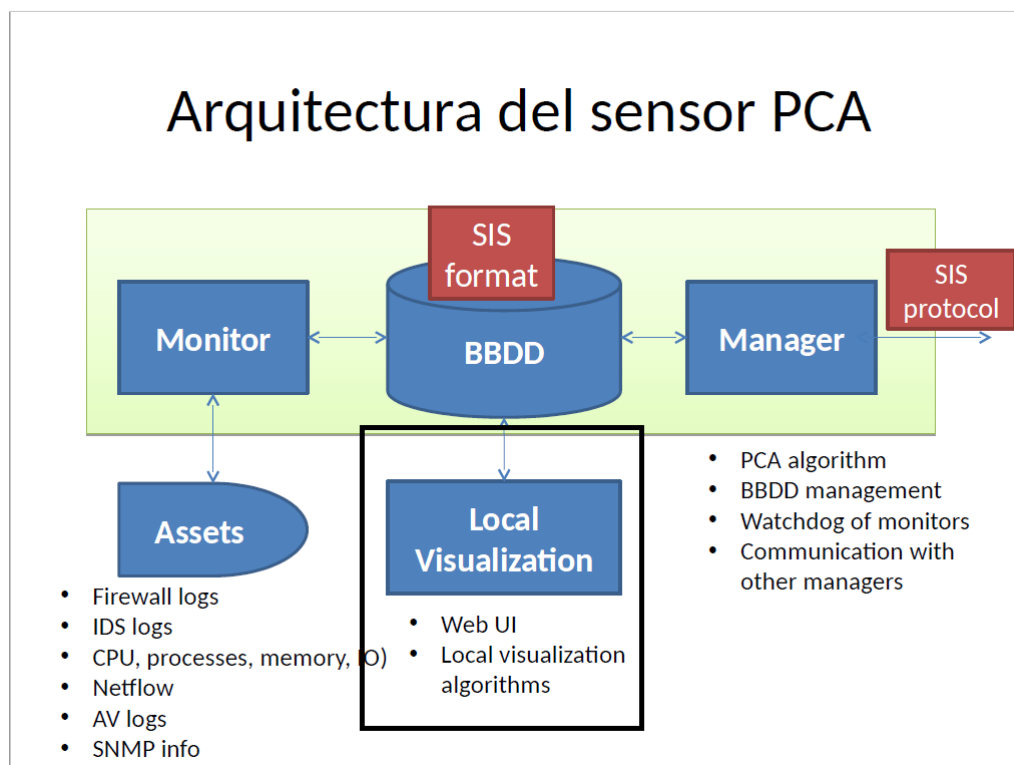 Arquitectura del sensor PCA
SIS
format
SIS
protocol
Monitor
BBDD
Manager
Assets
Local
Visualization
• PCA algorithm
• BBDD management
• Watchdog of monitors
• Communication with
other managers
• Firewall logs
• IDS logs
• CPU, processes, memory, IO)
• Netflow
• AV logs
• SNMP info
• Web UI
• Local visualization
algorithms